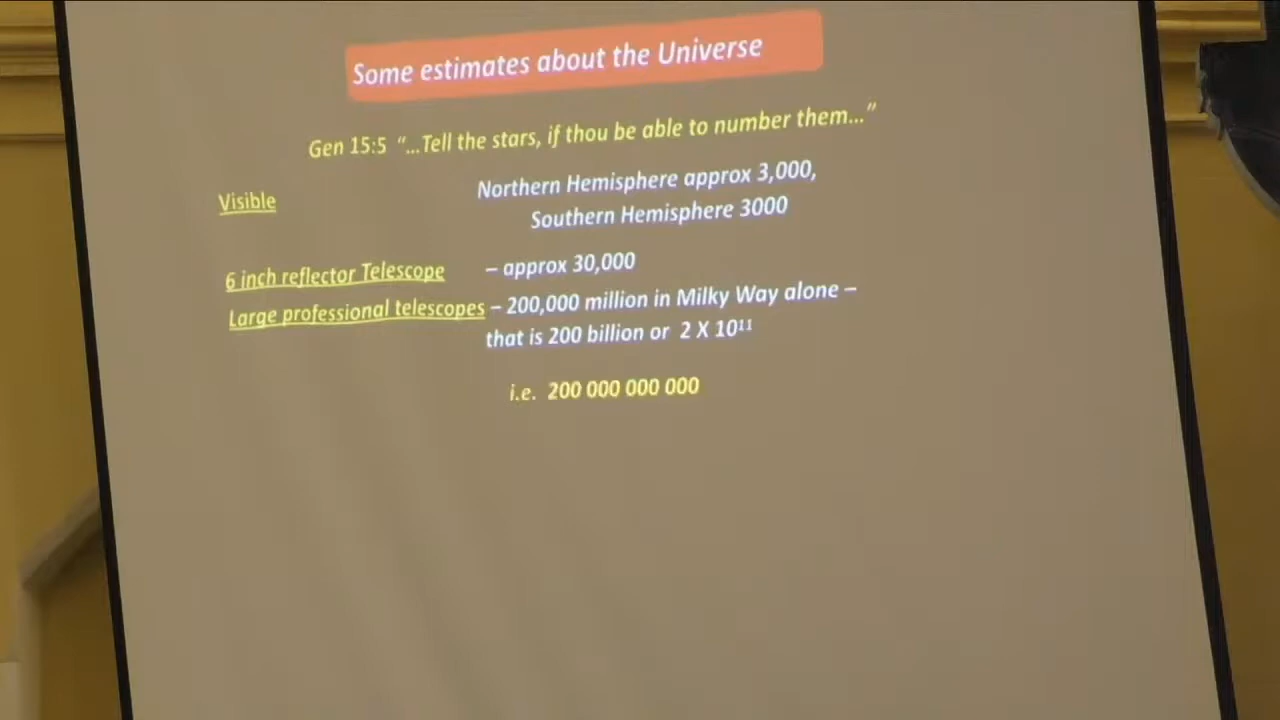 Some estimates about the Universe
Gen 15:5 “...Tell the stars, if thou be able to number them...”
Visible
Northern Hemisphere approx 3,000,
Southern Hemisphere 3000
6 inch reflector Telescope – approx 30,000
Large professional telescopes – 200,000 million in Milky Way alone –
that is 200 billion or 2 X 10¹¹
i.e. 200 000 000 000